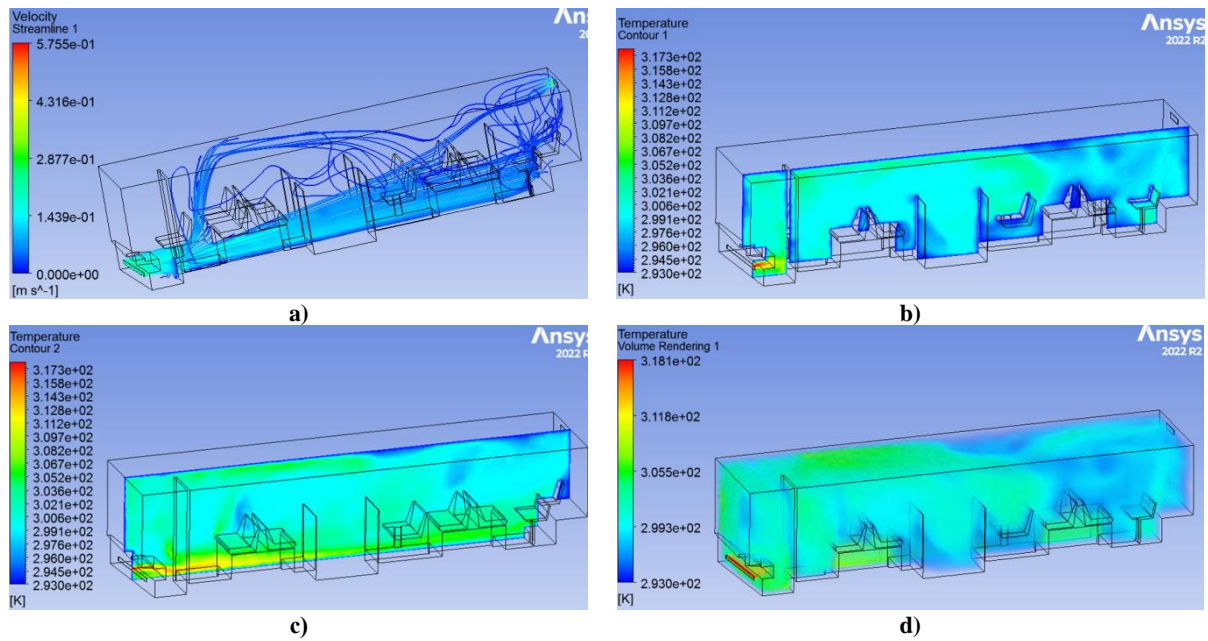 Velocity
Streamline 1
5.755e-01
4.316e-01
2.877e-01
1.439e-01
0.000e+00
[m s^-1]
a)
Temperature
Contour 1
3.173e+02
3.158e+02
3.143e+02
3.128e+02
3.112e+02
3.097e+02
3.082e+02
3.067e+02
3.052e+02
3.036e+02
3.021e+02
3.006e+02
2.991e+02
2.976e+02
2.960e+02
2.945e+02
2.930e+02
[K]
Ansys
2022 R2
b)
Temperature
Contour 2
3.173e+02
3.158e+02
3.143e+02
3.128e+02
3.112e+02
3.097e+02
3.082e+02
3.067e+02
3.052e+02
3.036e+02
3.021e+02
3.006e+02
2.991e+02
2.976e+02
2.960e+02
2.945e+02
2.930e+02
[K]
Ansys
2022 R
c)
Temperature
Volume Rendering 1
3.181e+02
3.118e+02
3.055e+02
2.993e+02
2.930e+02
[K]
Ansys
2022 R2
d)